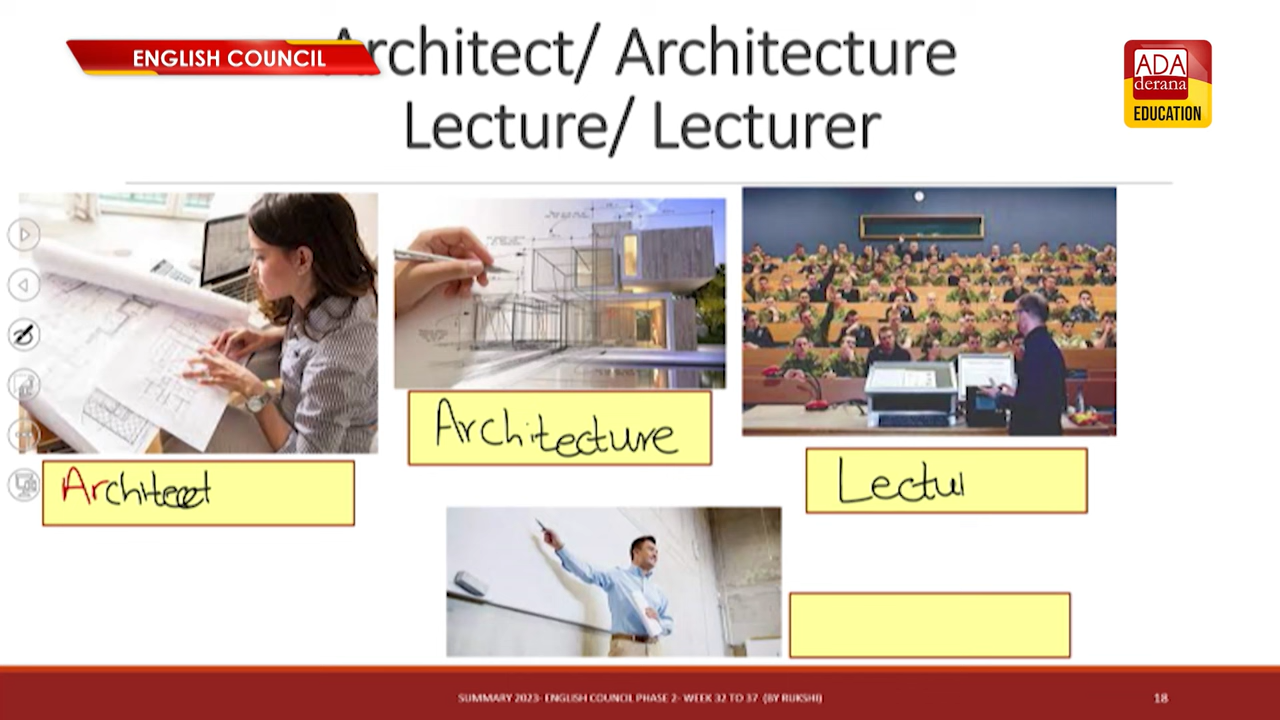 ENGLISH COUNCIL
Architect/ Architecture
Lecture/ Lecturer
ADA
derana
EDUCATION
Architecture
Architect
Lectu
SUMMARY 2023- ENGLISH COUNCIL PHASE 2- WEEK 32 TO 37 (BY RUKSHI)
18